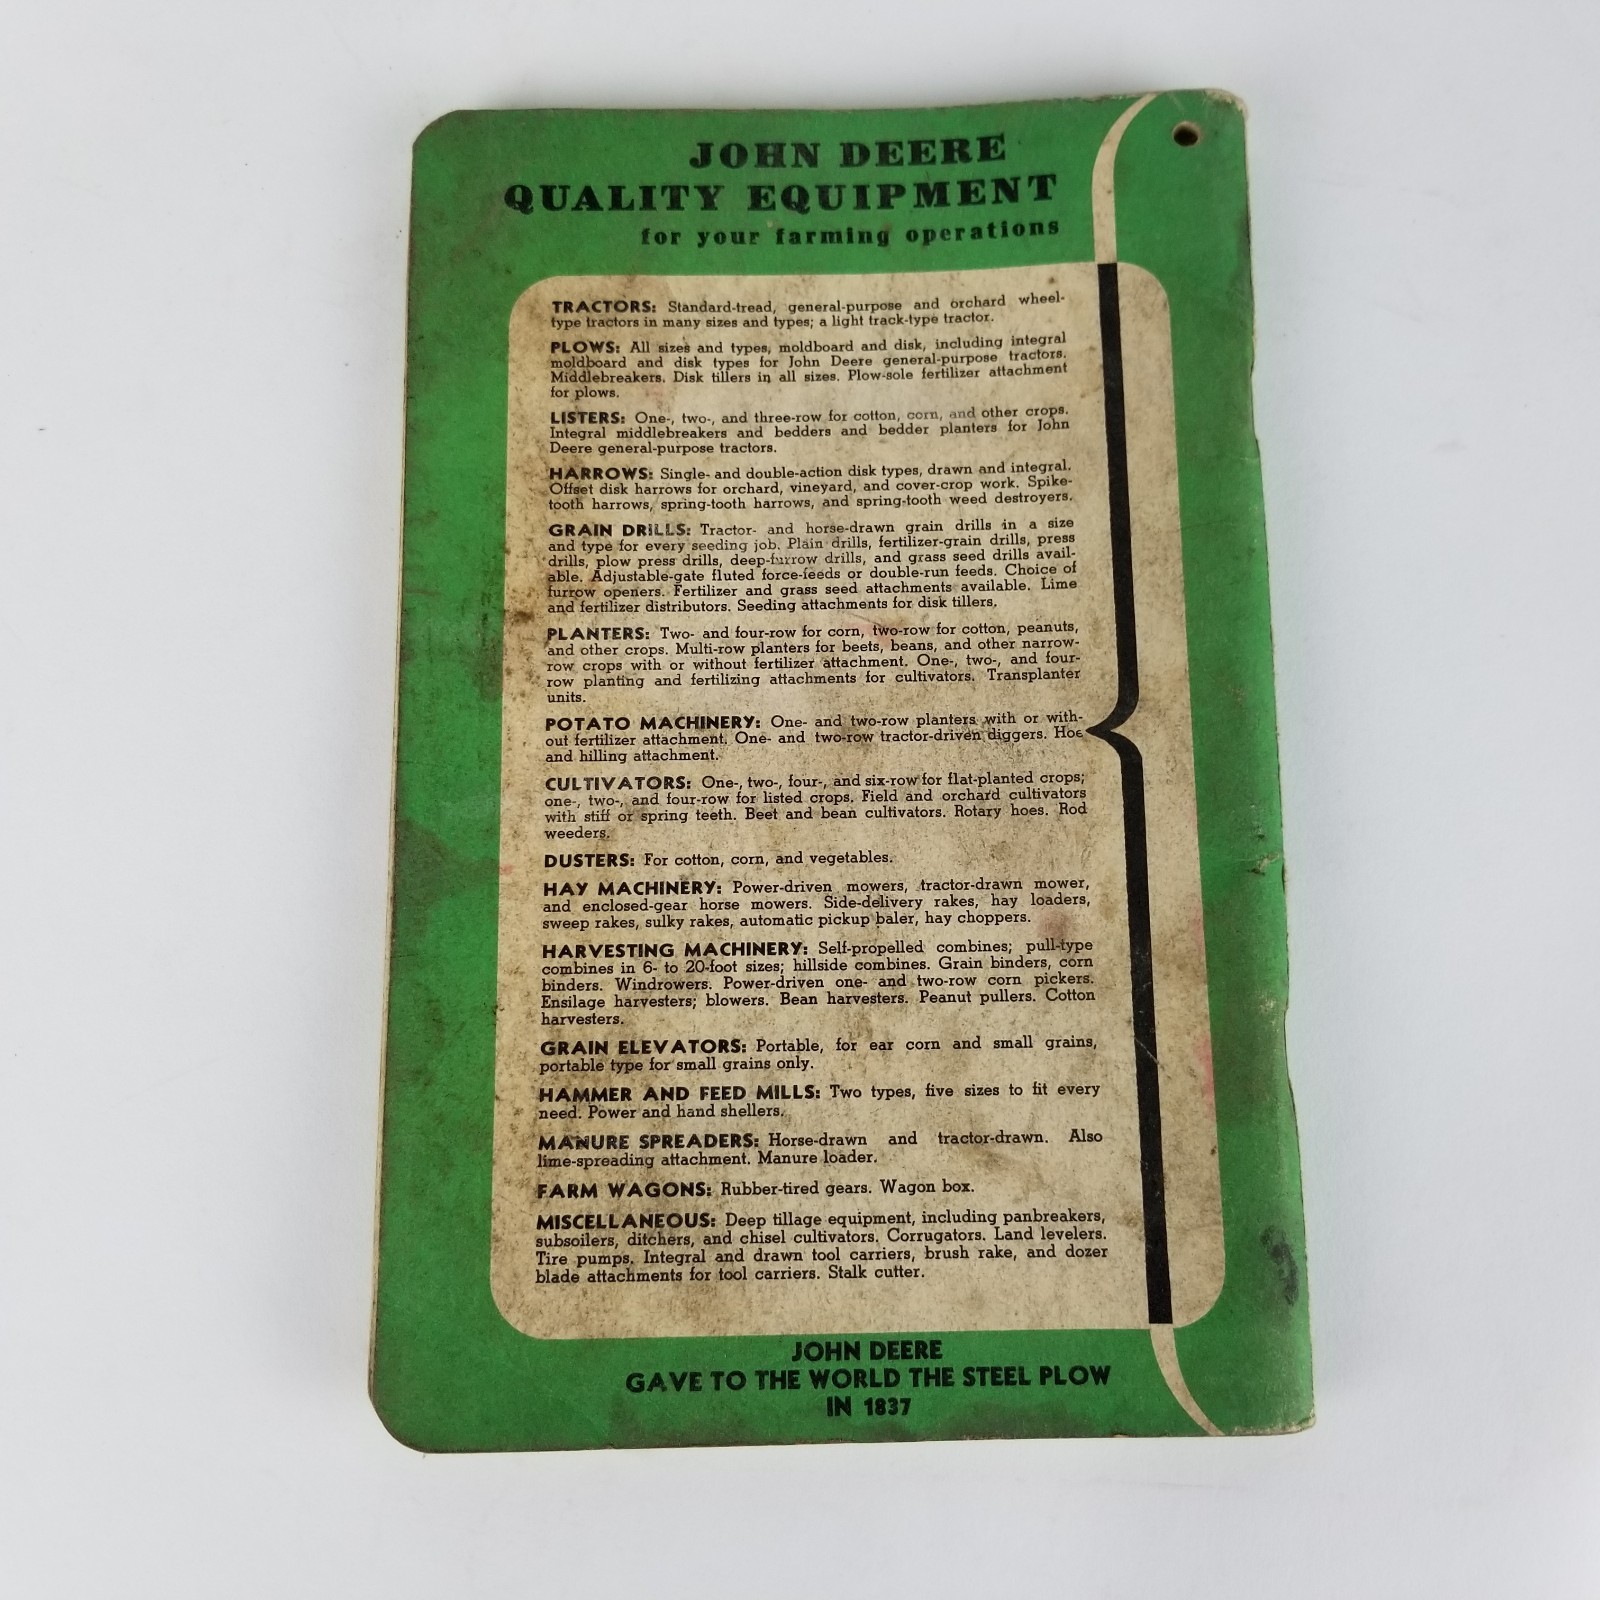 JOHN DEERE
QUALITY EQUIPMENT
for your farming operations
TRACTORS: Standard-tread, general-purpose and orchard wheel-
type tractors in many sizes and types; a light track-type tractor.
PLOWS: All sizes and types, moldboard and disk, including integral
moldboard and disk types for John Deere general-purpose tractors.
Middlebreakers. Disk tillers in all sizes. Plow-sole fertilizer attachment
for plows.
LISTERS: One-, two-, and three-row for cotton, corn, and other crops.
Integral middlebreakers and bedders and bedder planters for John
Deere general-purpose tractors.
HARROWS: Single- and double-action disk types, drawn and integral.
Offset disk harrows for orchard, vineyard, and cover-crop work. Spike-
tooth harrows, spring-tooth harrows, and spring-tooth weed destroyers.
GRAIN DRILLS: Tractor- and horse-drawn grain drills in a size
and type for every seeding job. Plain drills, fertilizer-grain drills, press
drills, plow press drills, deep-furrow drills, and grass seed drills avail-
able. Adjustable-gate fluted force-feeds or double-run feeds. Choice of
furrow openers. Fertilizer and grass seed attachments available. Lime
and fertilizer distributors. Seeding attachments for disk tillers.
PLANTERS: Two- and four-row for corn, two-row for cotton, peanuts,
and other crops. Multi-row planters for beets, beans, and other narrow-
row crops with or without fertilizer attachment. One-, two-, and four-
row planting and fertilizing attachments for cultivators. Transplanter
units.
POTATO MACHINERY: One- and two-row planters with or with-
out fertilizer attachment. One- and two-row tractor-driven diggers. Hoe
and hilling attachment.
CULTIVATORS: One-, two-, four-, and six-row for flat-planted crops;
one-, two-, and four-row for listed crops. Field and orchard cultivators
with stiff or spring teeth. Beet and bean cultivators. Rotary hoes. Rod
weeders.
DUSTERS: For cotton, corn, and vegetables.
HAY MACHINERY: Power-driven mowers, tractor-drawn mower,
and enclosed-gear horse mowers. Side-delivery rakes, hay loaders,
sweep rakes, sulky rakes, automatic pickup baler, hay choppers.
HARVESTING MACHINERY: Self-propelled combines; pull-type
combines in 6- to 20-foot sizes; hillside combines. Grain binders, corn
binders. Windrowers. Power-driven one- and two-row corn pickers.
Ensilage harvesters; blowers. Bean harvesters. Peanut pullers. Cotton
harvesters.
GRAIN ELEVATORS: Portable, for ear corn and small grains,
portable type for small grains only.
HAMMER AND FEED MILLS: Two types, five sizes to fit every
need. Power and hand shellers.
MANURE SPREADERS: Horse-drawn and tractor-drawn. Also
lime-spreading attachment. Manure loader.
FARM WAGONS: Rubber-tired gears. Wagon box.
MISCELLANEOUS: Deep tillage equipment, including panbreakers,
subsoilers, ditchers, and chisel cultivators. Corrugators. Land levelers.
Tire pumps. Integral and drawn tool carriers, brush rake, and dozer
blade attachments for tool carriers. Stalk cutter.
JOHN DEERE
GAVE TO THE WORLD THE STEEL PLOW
IN 1837